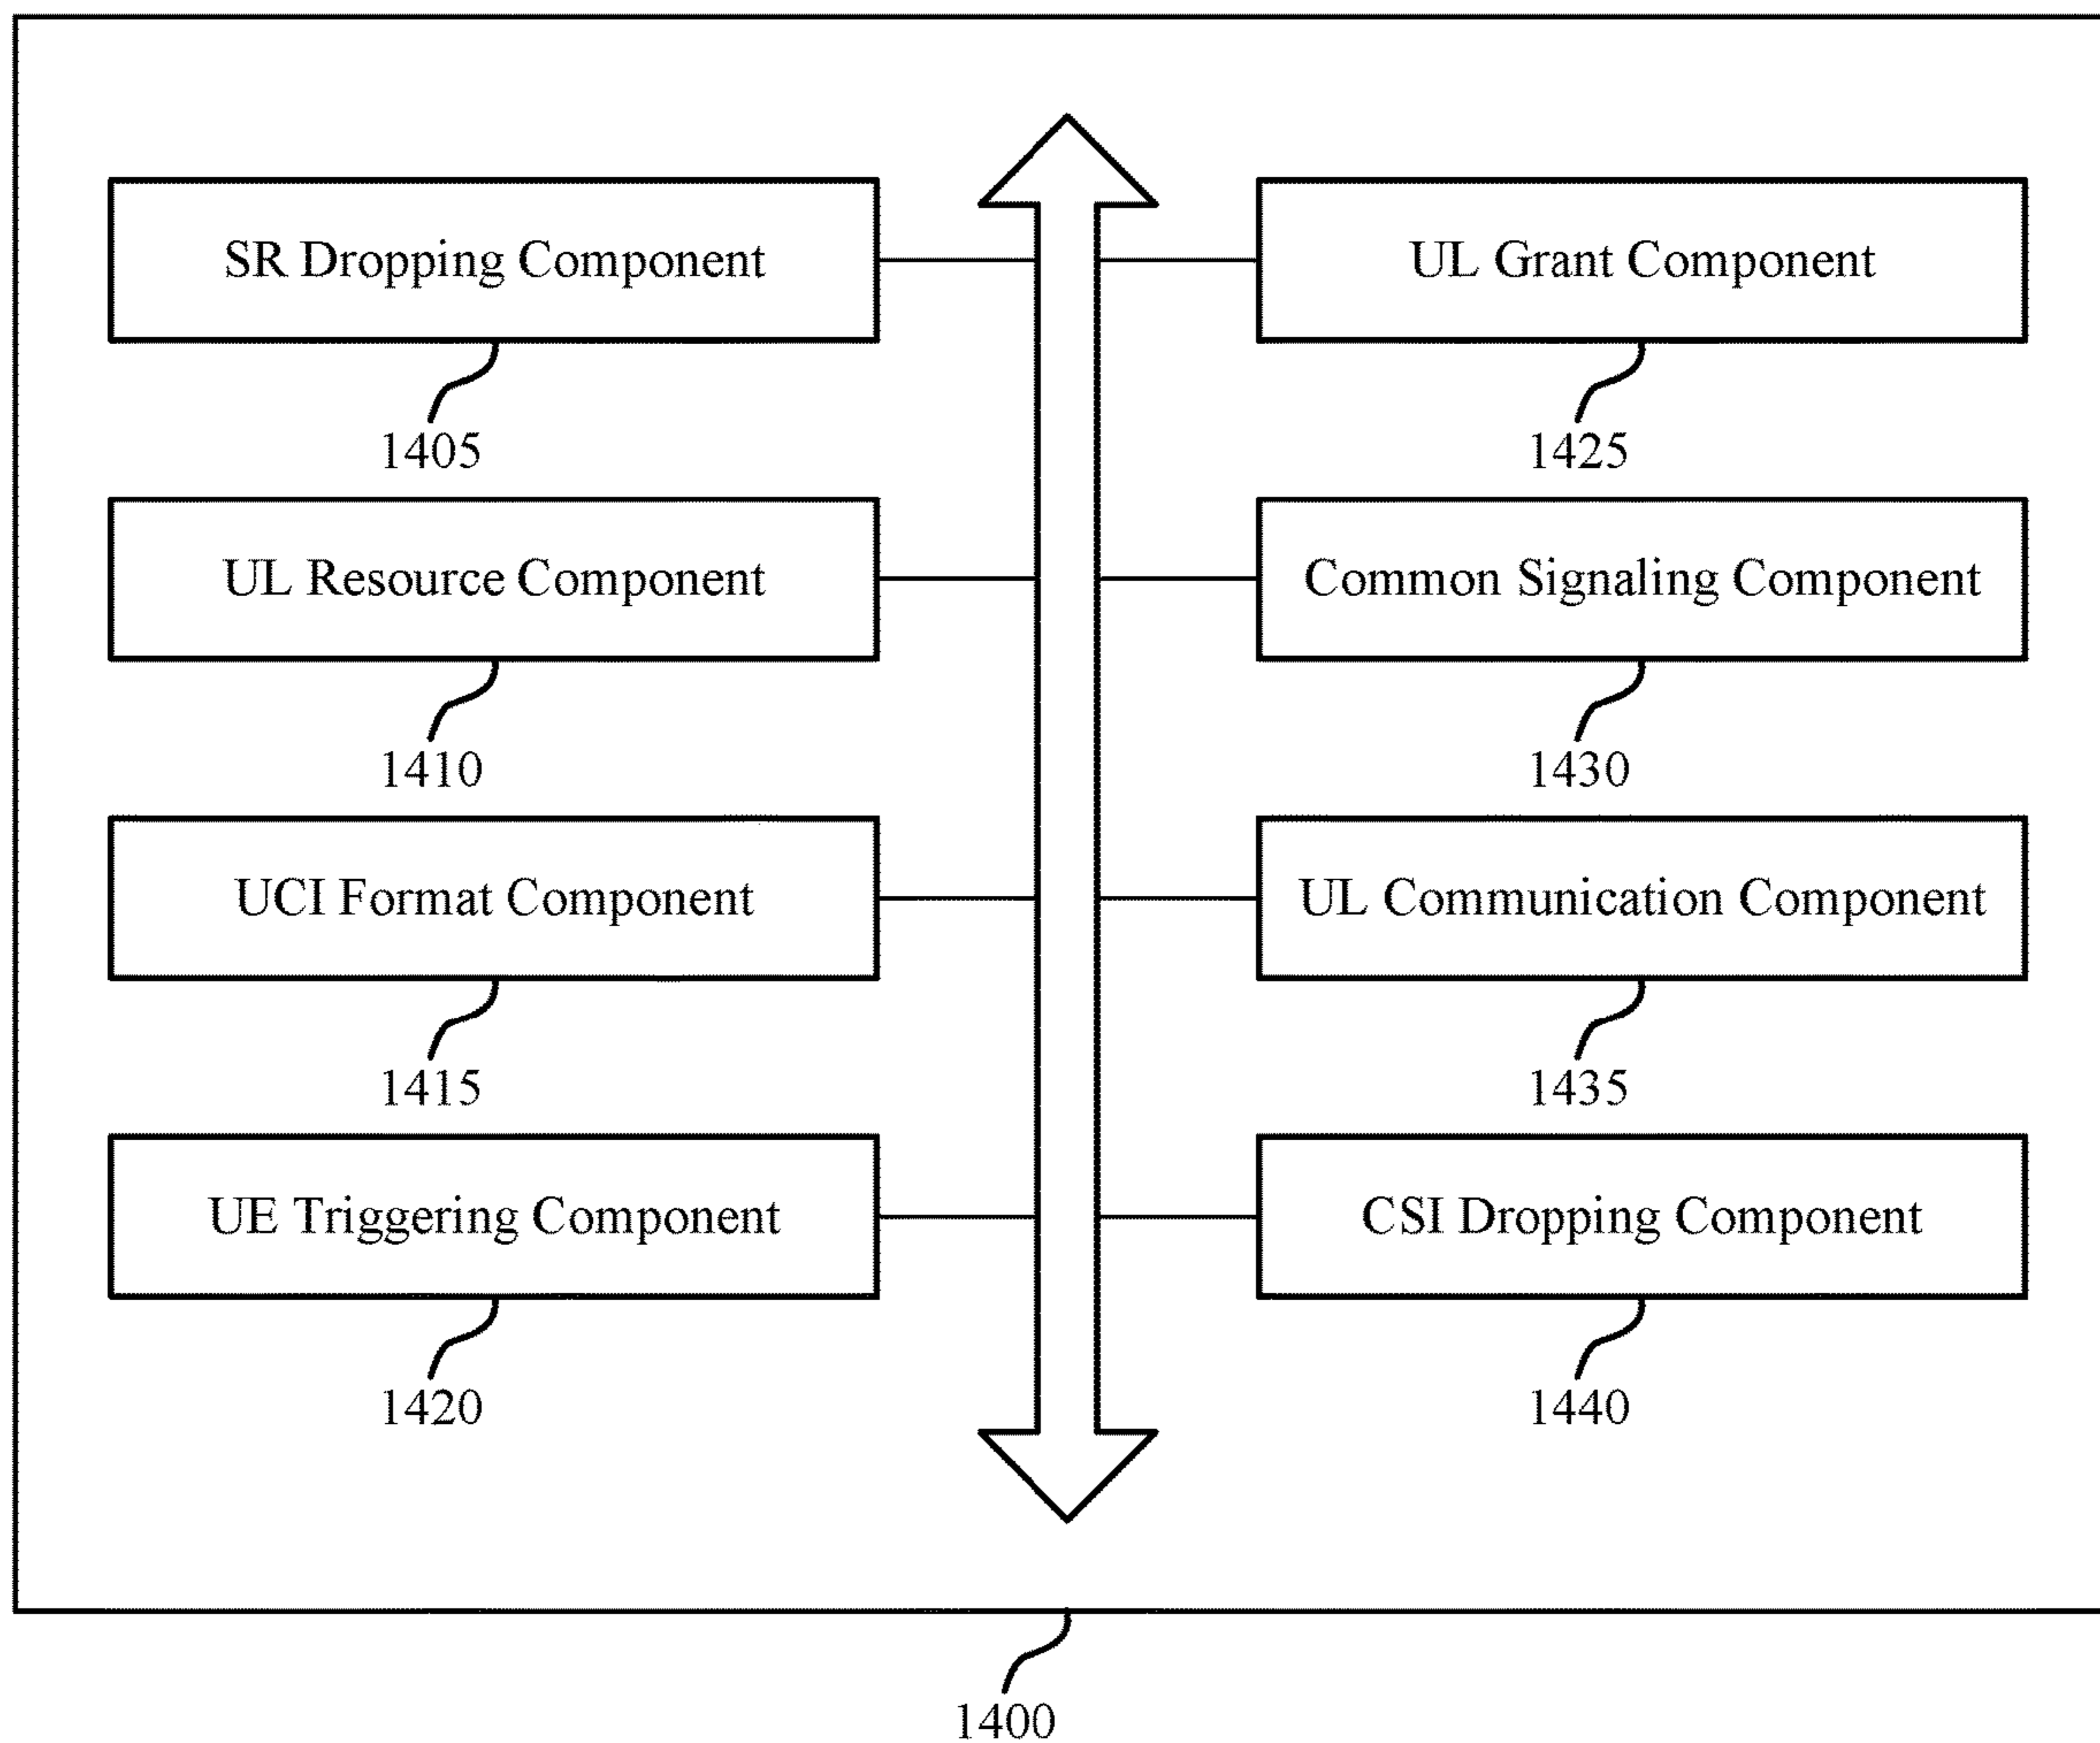 SR Dropping Component
1405
UL Resource Component
1410
UCI Format Component
1415
UE Triggering Component
1420
UL Grant Component
1425
Common Signaling Component
1430
UL Communication Component
1435
CSI Dropping Component
1440
1400